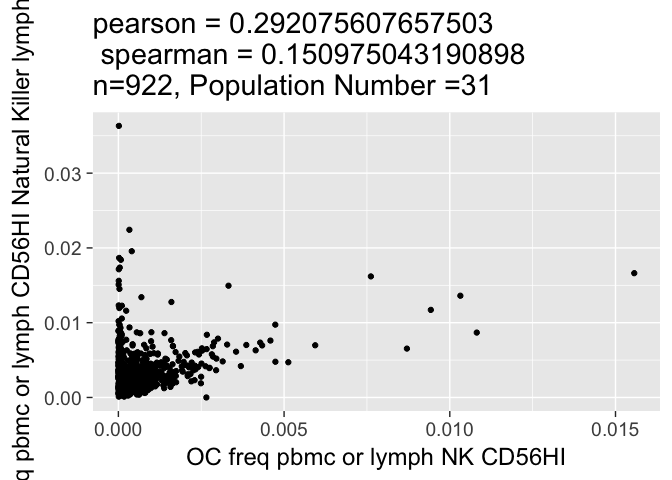 pearson = 0.292075607657503
spearman = 0.150975043190898
n=922, Population Number =31
q pbmc or lymph CD56HI Natural Killer lymph
0.03
0.02
0.01
0.00
0.000 0.005 0.010 0.015
OC freq pbmc or lymph NK CD56HI